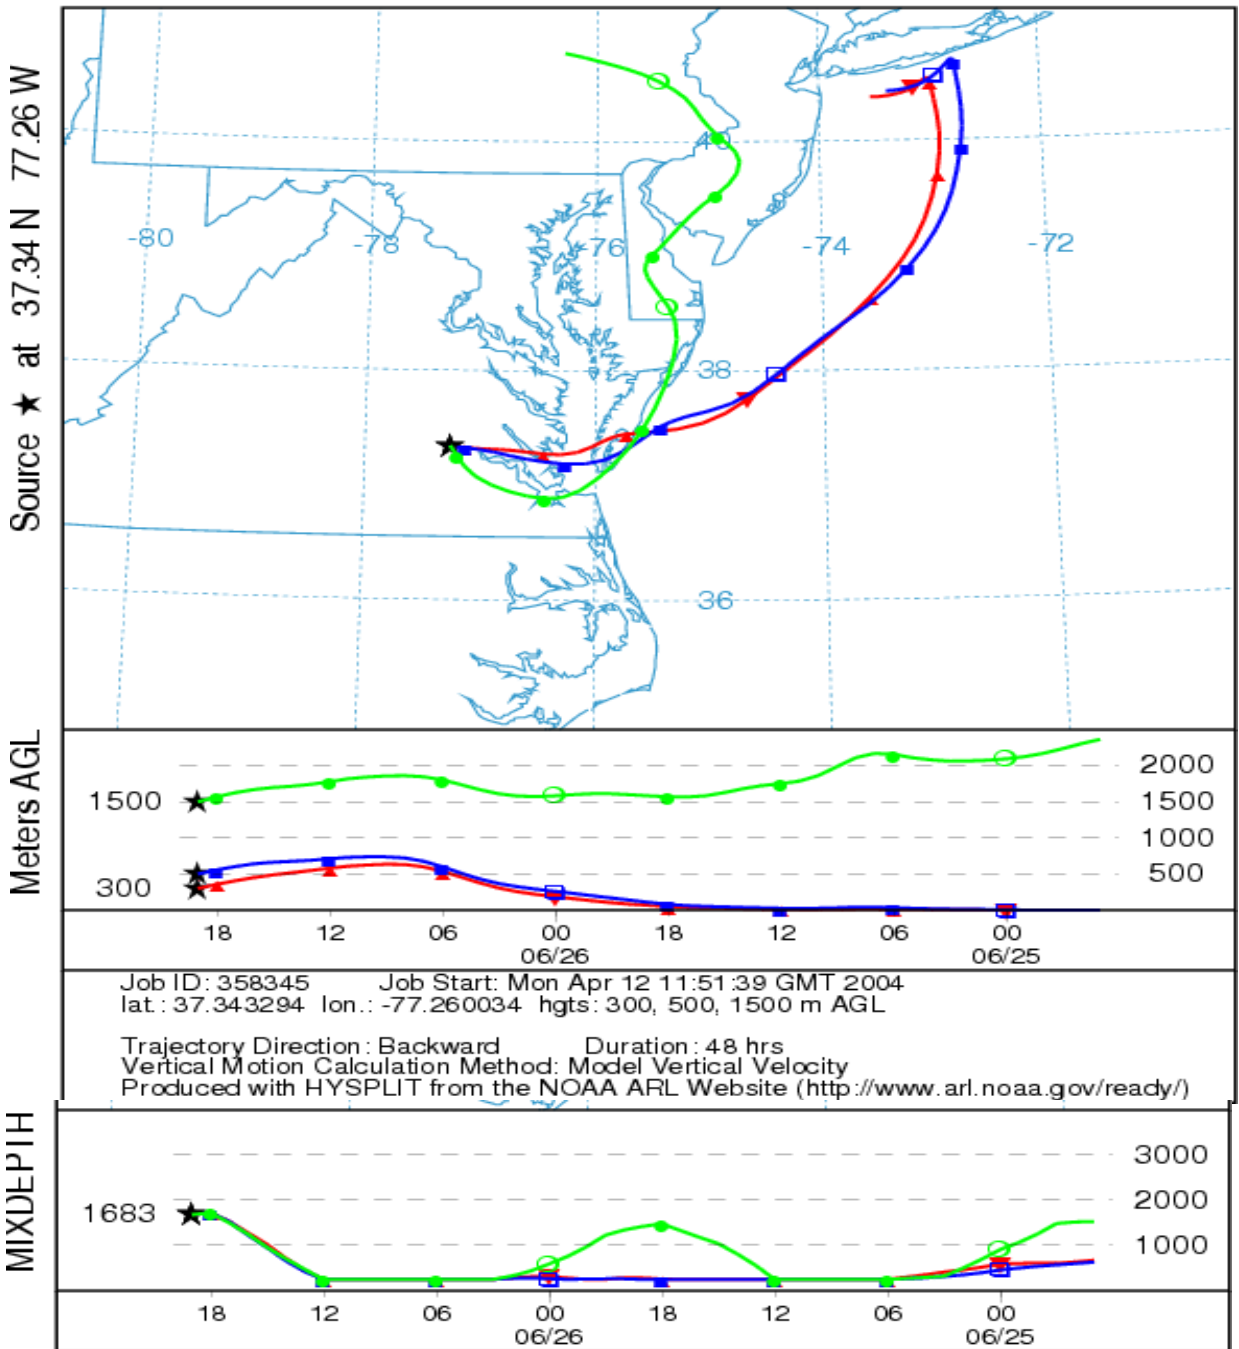 Source ★ at 37.34 N 77.26 W
40
-80
-78
-76
-74
-72
38
36
Meters AGL
2000
1500
1500
1000
500
300
18 12 06 00 18 12 06 00
06/26 06/25
Job ID: 358345 Job Start: Mon Apr 12 11:51:39 GMT 2004
lat.: 37.343294 lon.: -77.260034 hgts: 300, 500, 1500 m AGL
Trajectory Direction: Backward Duration: 48 hrs
Vertical Motion Calculation Method: Model Vertical Velocity
Produced with HYSPLIT from the NOAA ARL Website (http://www.arl.noaa.gov/ready/)
MIXDEPTH
3000
2000
1683
1000
18 12 06 00 18 12 06 00
06/26 06/25